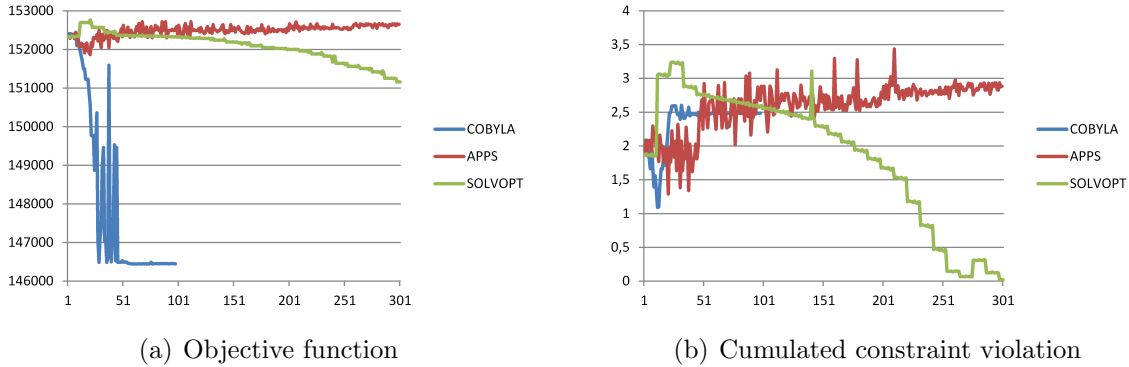 153000
152000
151000
150000
149000
148000
147000
146000
1 51 101 151 201 251 301
COBYLA
APPS
SOLVOPT
(a) Objective function
4
3,5
3
2,5
2
1,5
1
0,5
0
1 51 101 151 201 251 301
COBYLA
APPS
SOLVOPT
(b) Cumulated constraint violation